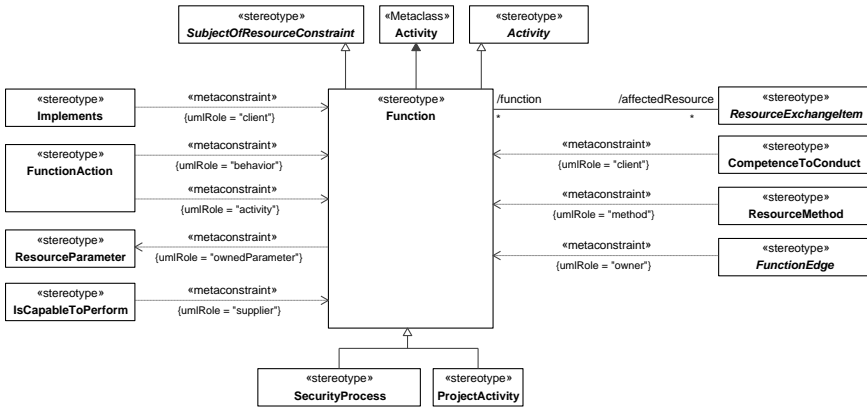 «stereotype»
SubjectOfResourceConstraint
«Metaclass»
Activity
«stereotype»
Activity
«stereotype»
Implements
«metaconstraint»
{umlRole = "client"}
«stereotype»
FunctionAction
«metaconstraint»
{umlRole = "behavior"}
«metaconstraint»
{umlRole = "activity"}
«stereotype»
ResourceParameter
«metaconstraint»
{umlRole = "ownedParameter"}
«stereotype»
IsCapableToPerform
«metaconstraint»
{umlRole = "supplier"}
«stereotype»
Function
/function
/affectedResource
*
*
«stereotype»
ResourceExchangeItem
«metaconstraint»
{umlRole = "client"}
«stereotype»
CompetenceToConduct
«metaconstraint»
{umlRole = "method"}
«stereotype»
ResourceMethod
«metaconstraint»
{umlRole = "owner"}
«stereotype»
FunctionEdge
«stereotype»
SecurityProcess
«stereotype»
ProjectActivity